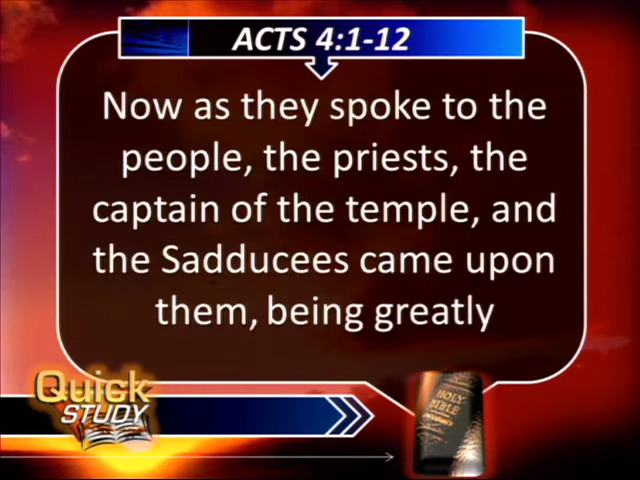 ACTS 4:1-12
Now as they spoke to the
people, the priests, the
captain of the temple, and
the Sadducees came upon
them, being greatly
Quick
STUDY
HOLY
BIBLE